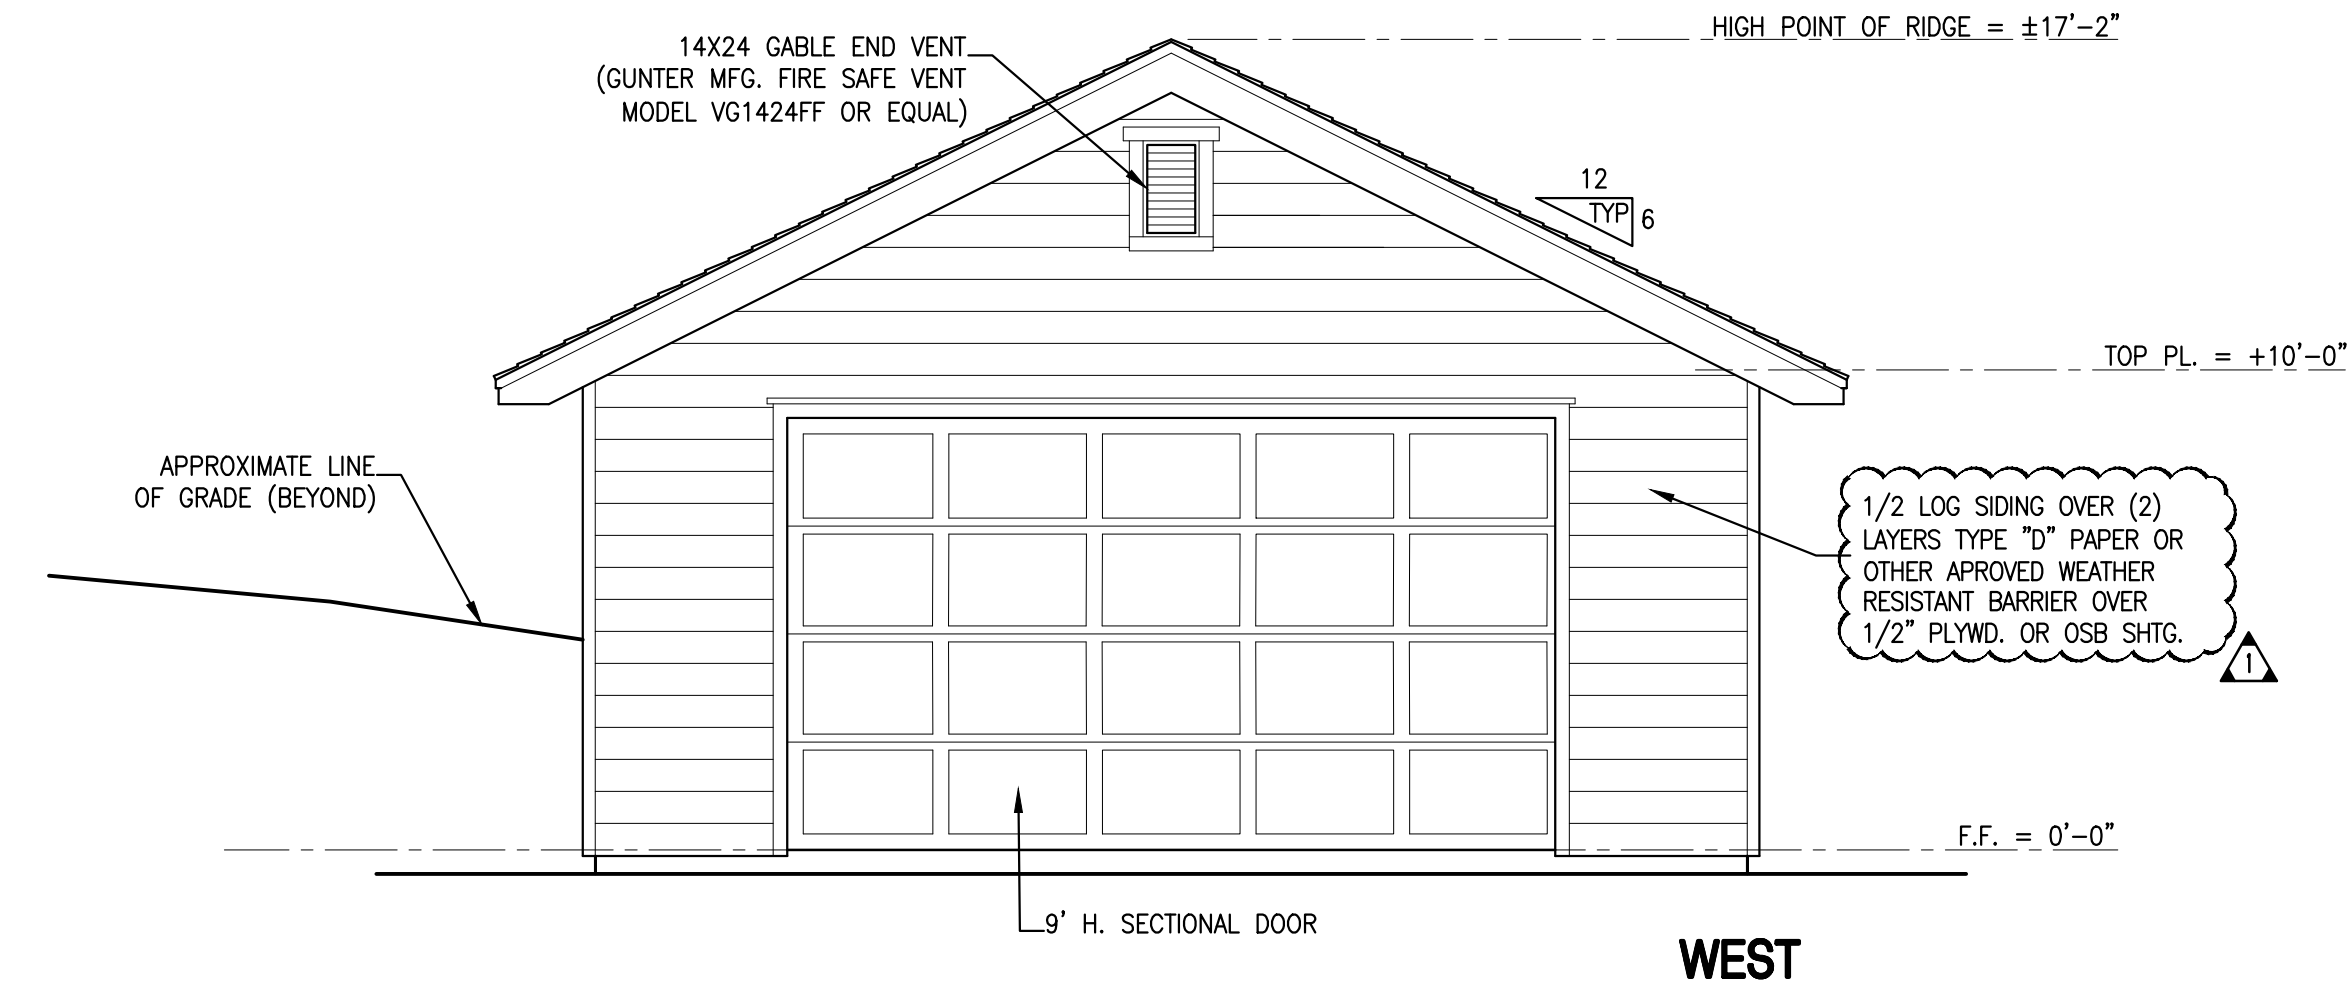 HIGH POINT OF RIDGE = ±17'-2"
14X24 GABLE END VENT
(GUNTER MFG. FIRE SAFE VENT
MODEL VG1424FF OR EQUAL)
12
TYP
6
TOP PL. = +10'-0"
APPROXIMATE LINE
OF GRADE (BEYOND)
1/2 LOG SIDING OVER (2)
LAYERS TYPE "D" PAPER OR
OTHER APROVED WEATHER
RESISTANT BARRIER OVER
1/2" PLYWD. OR OSB SHTG.
1
F.F. = 0'-0"
9' H. SECTIONAL DOOR
WEST